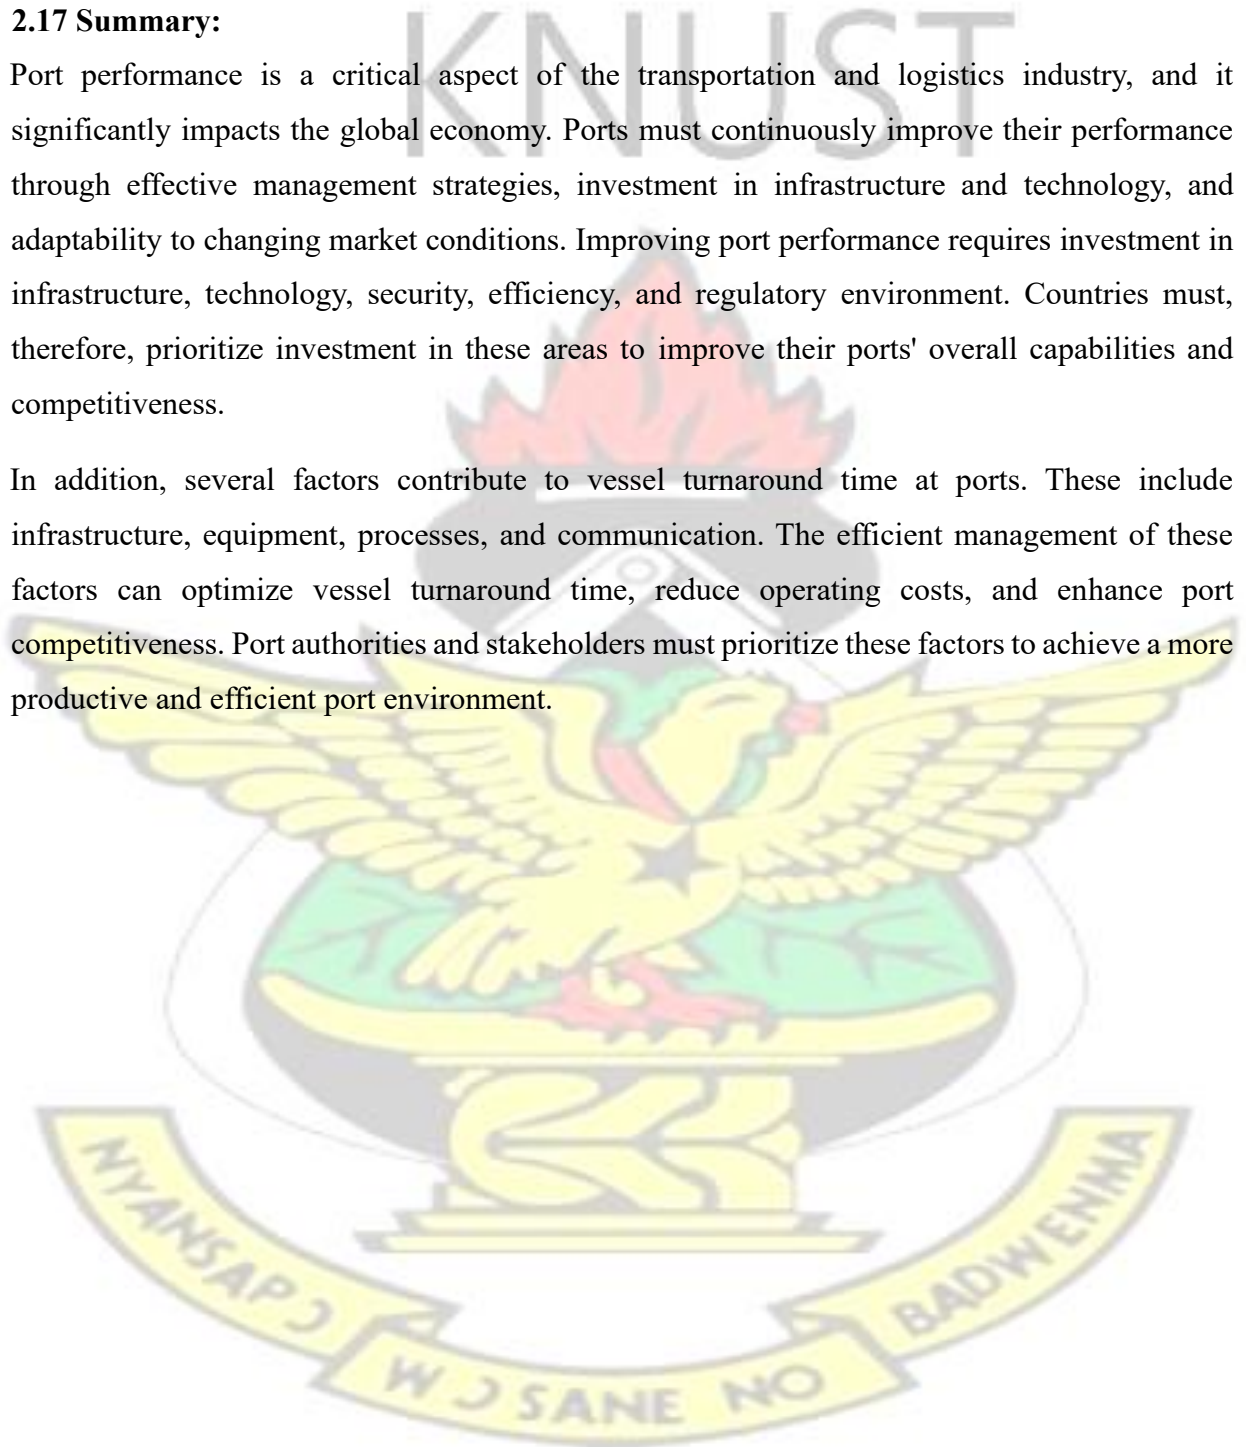 KNUST
2.17 Summary:
Port performance is a critical aspect of the transportation and logistics industry, and it
significantly impacts the global economy. Ports must continuously improve their performance
through effective management strategies, investment in infrastructure and technology, and
adaptability to changing market conditions. Improving port performance requires investment in
infrastructure, technology, security, efficiency, and regulatory environment. Countries must,
therefore, prioritize investment in these areas to improve their ports' overall capabilities and
competitiveness.
In addition, several factors contribute to vessel turnaround time at ports. These include
infrastructure, equipment, processes, and communication. The efficient management of these
factors can optimize vessel turnaround time, reduce operating costs, and enhance port
competitiveness. Port authorities and stakeholders must prioritize these factors to achieve a more
productive and efficient port environment.
NYANSAPƆ
WƆ SANE NO
BADWENMA